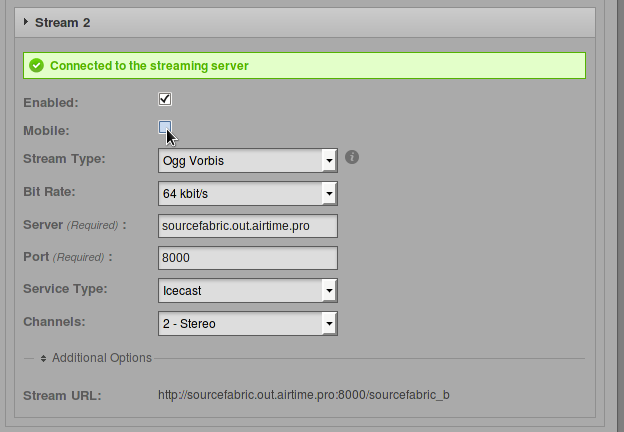 Stream 2
Connected to the streaming server
Enabled:
Mobile:
Stream Type: Ogg Vorbis i
Bit Rate: 64 kbit/s
Server (Required) : sourcefabric.out.airtime.pro
Port (Required) : 8000
Service Type: Icecast
Channels: 2 - Stereo
Additional Options
Stream URL: http://sourcefabric.out.airtime.pro:8000/sourcefabric_b